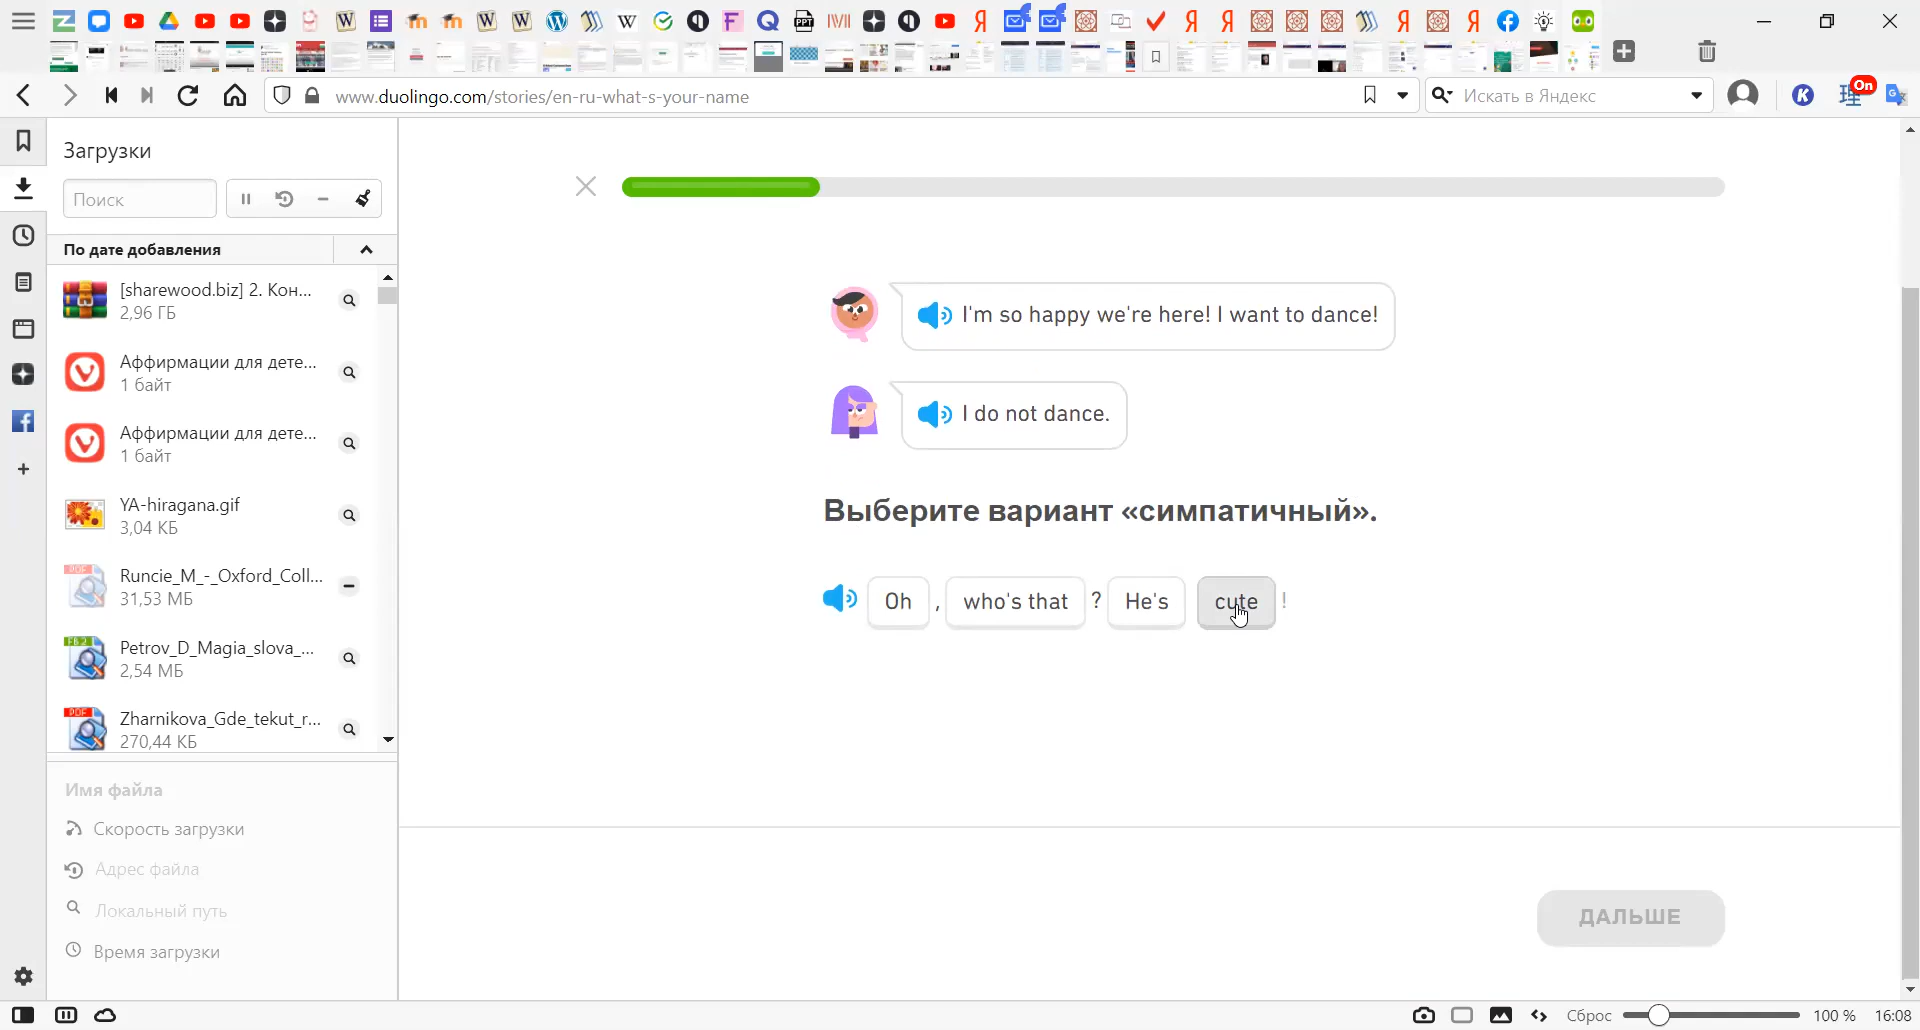 www.duolingo.com/stories/en-ru-what-s-your-name
Искать в Яндекс
On
Загрузки
Поиск
По дате добавления
[sharewood.biz] 2. Кон...
2,96 ГБ
Аффирмации для дете...
1 байт
Аффирмации для дете...
1 байт
YA-hiragana.gif
3,04 КБ
Runcie_M_-_Oxford_Coll...
31,53 МБ
Petrov_D_Magia_slova_...
2,54 МБ
Zharnikova_Gde_tekut_r...
270,44 КБ
Имя файла
Скорость загрузки
Адрес файла
Локальный путь
Время загрузки
I'm so happy we're here! I want to dance!
I do not dance.
Выберите вариант «симпатичный».
Oh , who's that ? He's cute !
ДАЛЬШЕ
Сброс 100 % 16:08